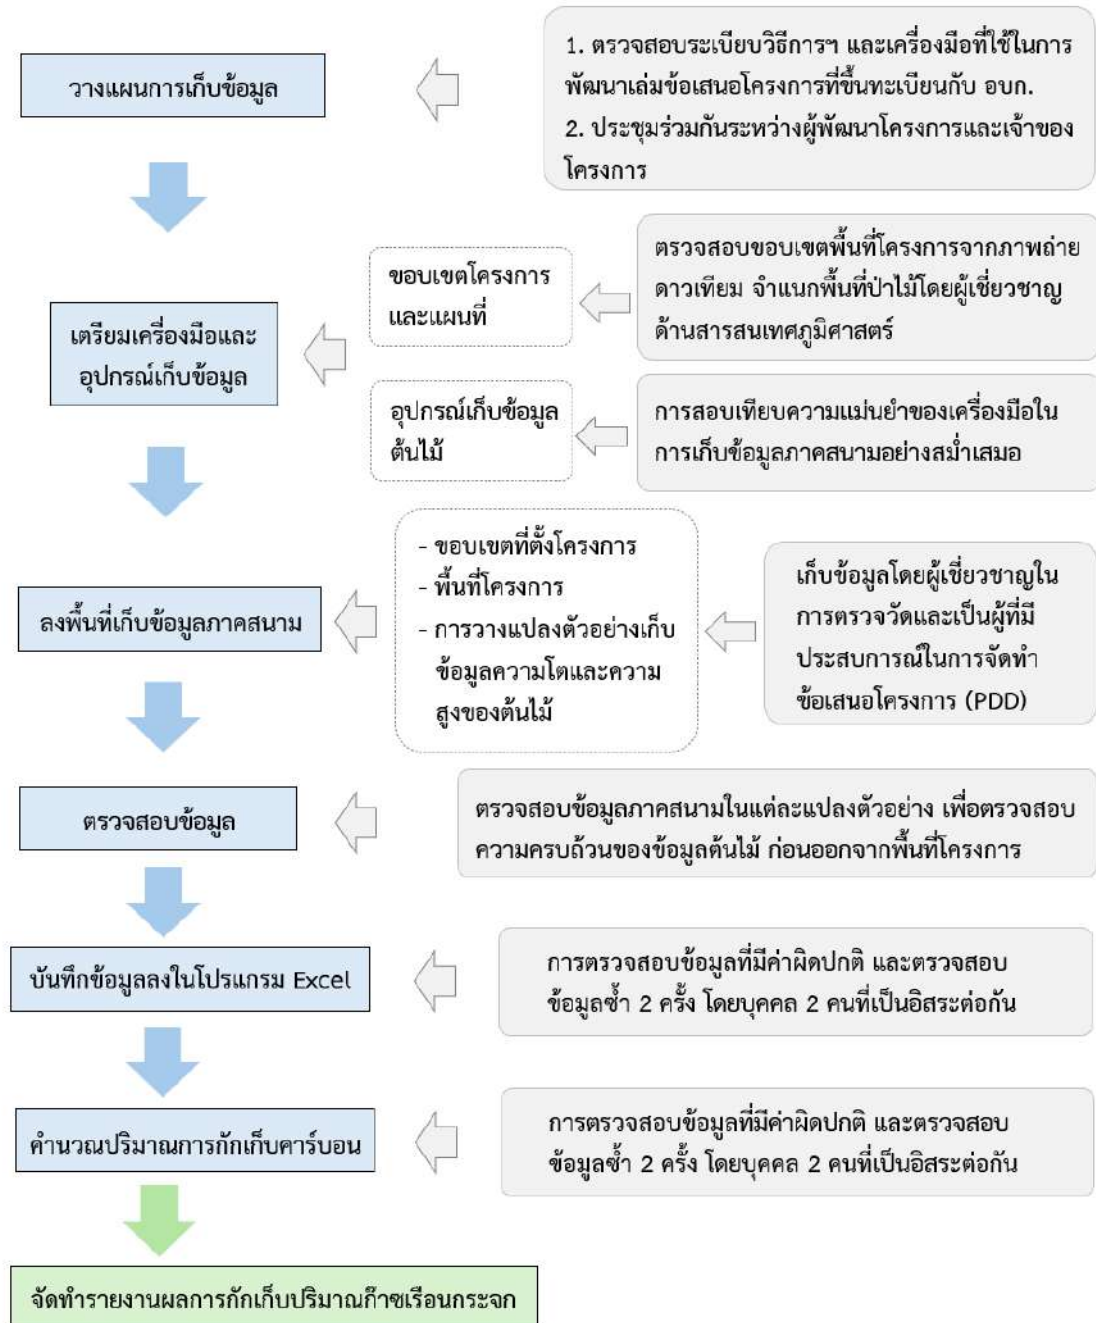 วางแผนการเก็บข้อมูล
1. ตรวจสอบระเบียบวิธีการฯ และเครื่องมือที่ใช้ในการ
พัฒนาเล่มข้อเสนอโครงการที่ขึ้นทะเบียนกับ อบก.
2. ประชุมร่วมกันระหว่างผู้พัฒนาโครงการและเจ้าของ
โครงการ
เตรียมเครื่องมือและ
อุปกรณ์เก็บข้อมูล
ขอบเขตโครงการ
และแผนที่
ตรวจสอบขอบเขตพื้นที่โครงการจากภาพถ่าย
ดาวเทียม จำแนกพื้นที่ป่าไม้โดยผู้เชี่ยวชาญ
ด้านสารสนเทศภูมิศาสตร์
อุปกรณ์เก็บข้อมูล
ต้นไม้
การสอบเทียบความแม่นยำของเครื่องมือใน
การเก็บข้อมูลภาคสนามอย่างสม่ำเสมอ
ลงพื้นที่เก็บข้อมูลภาคสนาม
- ขอบเขตที่ตั้งโครงการ
- พื้นที่โครงการ
- การวางแปลงตัวอย่างเก็บ
ข้อมูลความโตและความ
สูงของต้นไม้
เก็บข้อมูลโดยผู้เชี่ยวชาญใน
การตรวจวัดและเป็นผู้ที่มี
ประสบการณ์ในการจัดทำ
ข้อเสนอโครงการ (PDD)
ตรวจสอบข้อมูล
ตรวจสอบข้อมูลภาคสนามในแต่ละแปลงตัวอย่าง เพื่อตรวจสอบ
ความครบถ้วนของข้อมูลต้นไม้ ก่อนออกจากพื้นที่โครงการ
บันทึกข้อมูลลงในโปรแกรม Excel
การตรวจสอบข้อมูลที่มีค่าผิดปกติ และตรวจสอบ
ข้อมูลซ้ำ 2 ครั้ง โดยบุคคล 2 คนที่เป็นอิสระต่อกัน
คำนวณปริมาณการกักเก็บคาร์บอน
การตรวจสอบข้อมูลที่มีค่าผิดปกติ และตรวจสอบ
ข้อมูลซ้ำ 2 ครั้ง โดยบุคคล 2 คนที่เป็นอิสระต่อกัน
จัดทำรายงานผลการกักเก็บปริมาณก๊าซเรือนกระจก